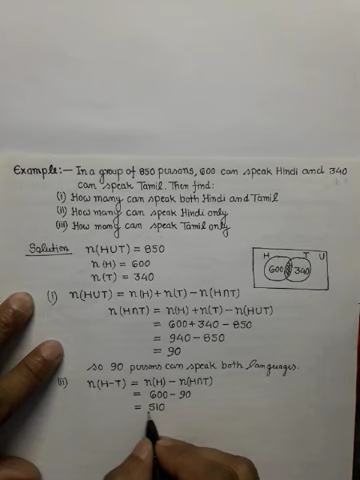 Example:— In a group of 850 persons, 600 can speak Hindi and 340
can speak Tamil. Then find:
(i) How many can speak both Hindi and Tamil
(ii) How many can speak Hindi only
(iii) How many can speak Tamil only
Solution n(HUT) = 850
n(H) = 600
n(T) = 340
H T U
600 340
(i) n(HUT) = n(H) + n(T) - n(H∩T)
n(H∩T) = n(H) + n(T) - n(HUT)
= 600 + 340 - 850
= 940 - 850
= 90
so 90 persons can speak both languages.
(ii) n(H-T) = n(H) - n(H∩T)
= 600 - 90
= 510